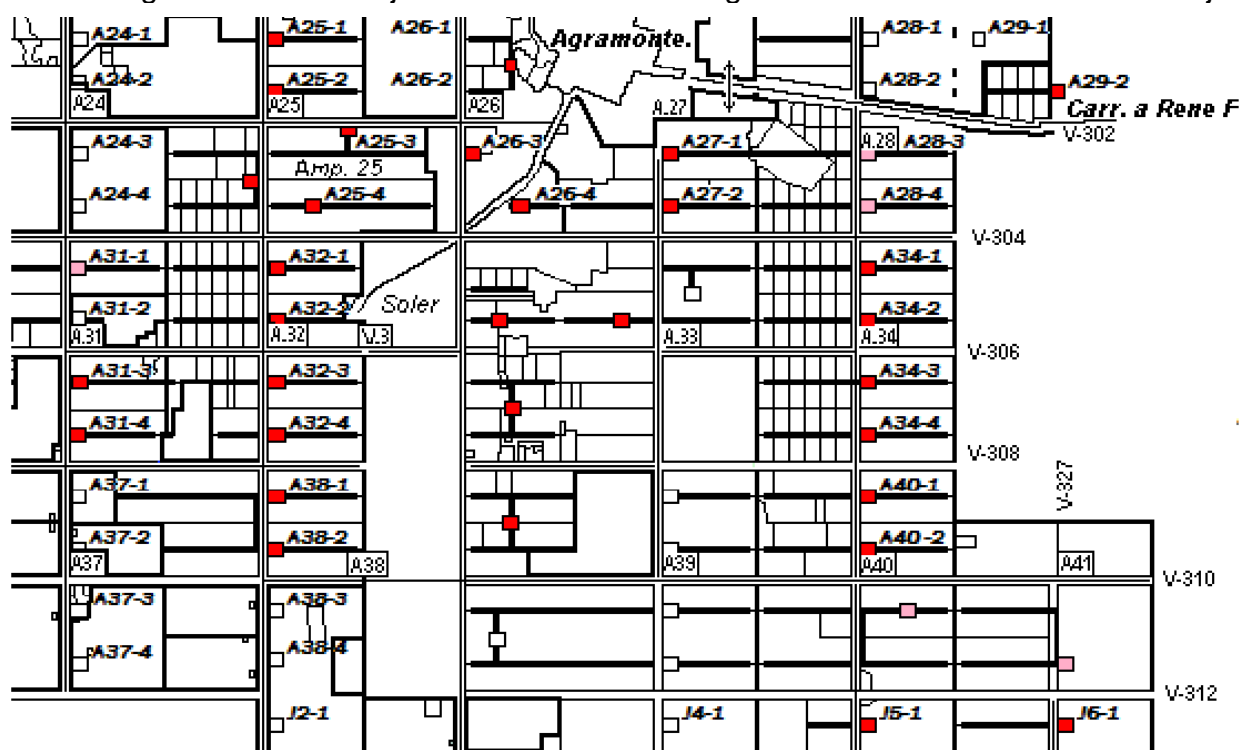 A24-1 A25-1 A26-1 Agramonte. A28-1 A29-1
A24-2 A25-2 A26-2 A28-2 A29-2
A24 A25 A26 A.27 Carr. a Rene F
V-302
A24-3 A25-3 A26-3 A27-1 A.28 A28-3
Amp. 25
A24-4 A25-4 A26-4 A27-2 A28-4
V-304
A31-1 A32-1 A34-1
A31-2 A32-2 Soler A34-2
A.31 A.32 V.3 A.33 A.34
V-306
A31-3 A32-3 A34-3
A31-4 A32-4 A34-4
V-308
V-327
A37-1 A38-1 A40-1
A37-2 A38-2 A40-2
A37 A38 A39 A40 A41
V-310
A37-3 A38-3
A37-4 A38-4
V-312
J2-1 J4-1 J5-1 J6-1